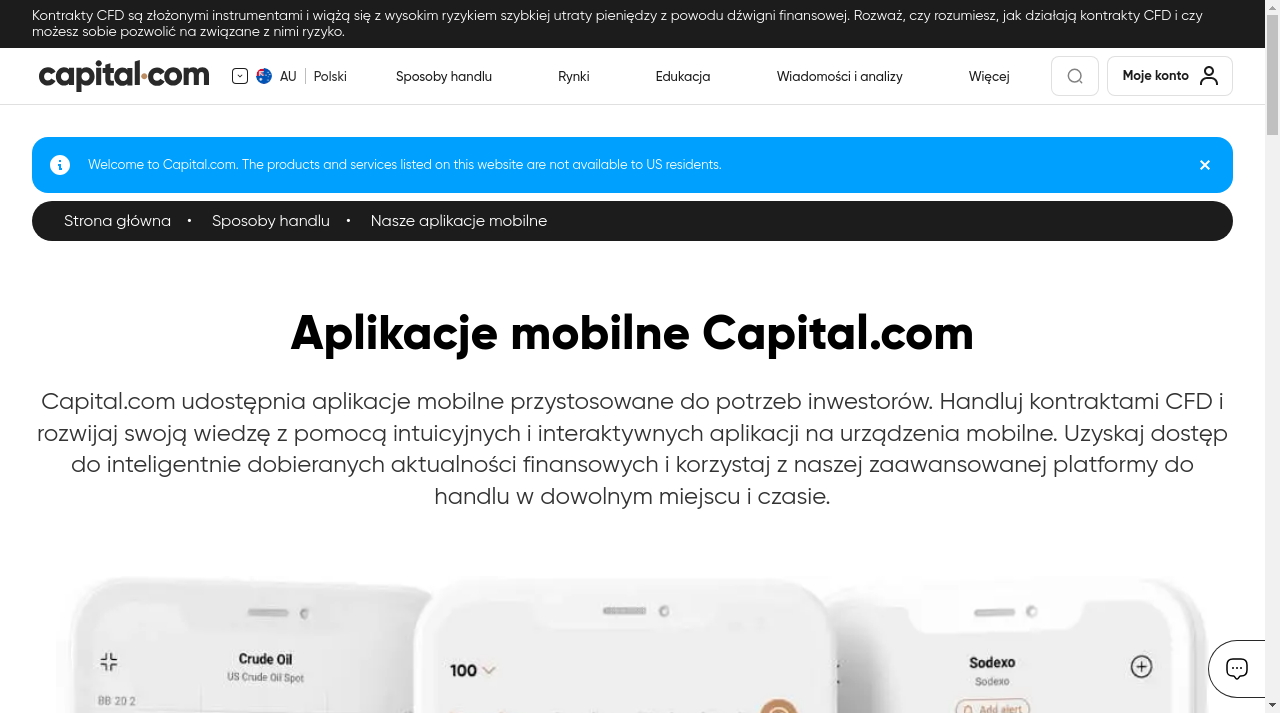 Kontrakty CFD są złożonymi instrumentami i wiążą się z wysokim ryzykiem szybkiej utraty pieniędzy z powodu dźwigni finansowej. Rozważ, czy rozumiesz, jak działają kontrakty CFD i czy
możesz sobie pozwolić na związane z nimi ryzyko.
capital.com AU Polski Sposoby handlu Rynki Edukacja Wiadomości i analizy Więcej Moje konto
Welcome to Capital.com. The products and services listed on this website are not available to US residents.
Strona główna • Sposoby handlu • Nasze aplikacje mobilne
Aplikacje mobilne Capital.com
Capital.com udostępnia aplikacje mobilne przystosowane do potrzeb inwestorów. Handluj kontraktami CFD i
rozwijaj swoją wiedzę z pomocą intuicyjnych i interaktywnych aplikacji na urządzenia mobilne. Uzyskaj dostęp
do inteligentnie dobieranych aktualności finansowych i korzystaj z naszej zaawansowanej platformy do
handlu w dowolnym miejscu i czasie.
Crude Oil
US Crude Oil Spot
BB 20 2
100
Sodexo
Sodexo
Add alert